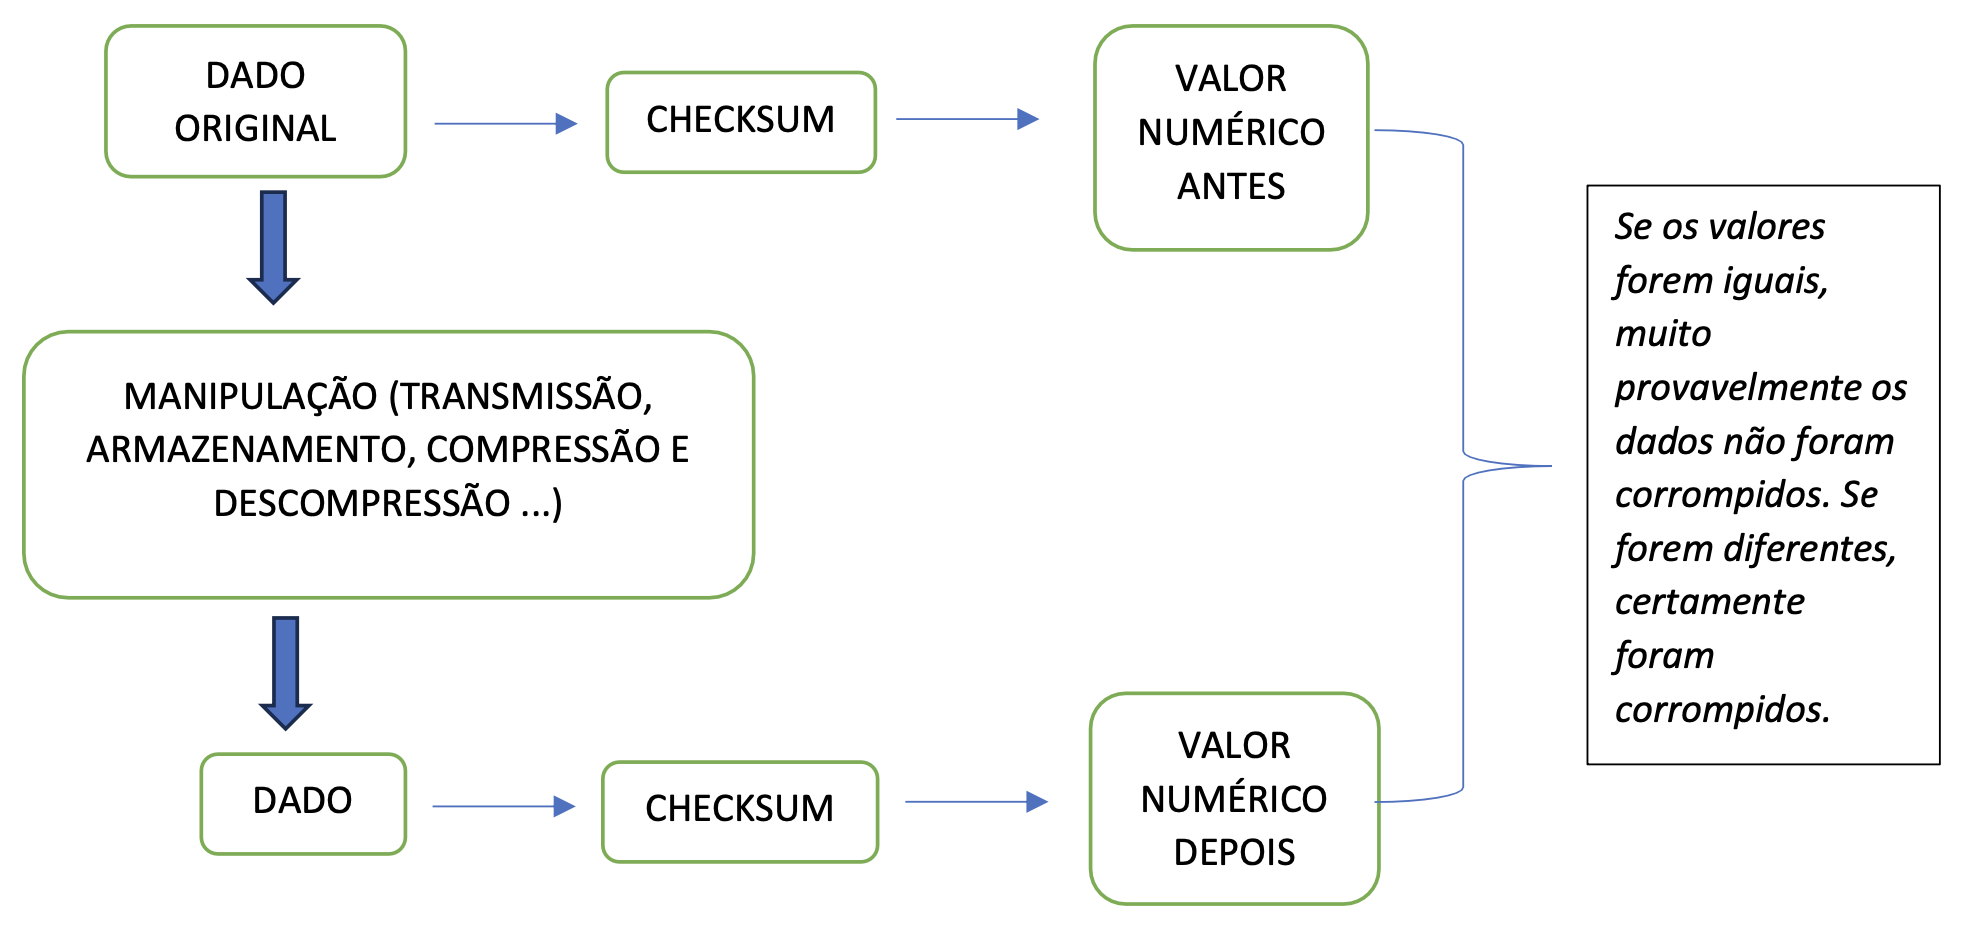 DADO
ORIGINAL
CHECKSUM
VALOR
NUMÉRICO
ANTES
MANIPULAÇÃO (TRANSMISSÃO,
ARMAZENAMENTO, COMPRESSÃO E
DESCOMPRESSÃO ...)
DADO
CHECKSUM
VALOR
NUMÉRICO
DEPOIS
Se os valores
forem iguais,
muito
provavelmente os
dados não foram
corrompidos. Se
forem diferentes,
certamente
foram
corrompidos.